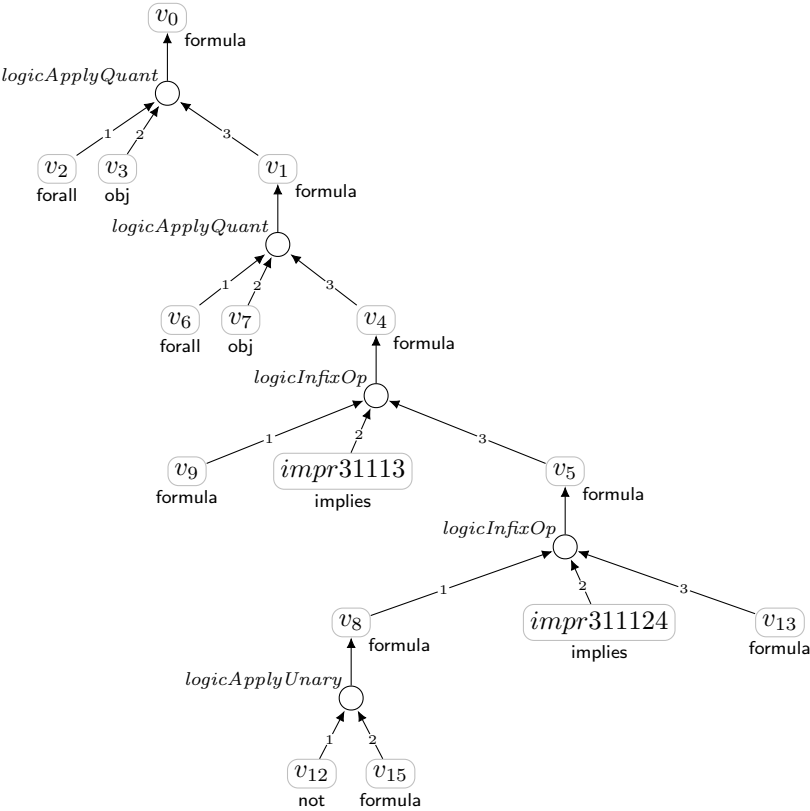 v0
formula
logicApplyQuant
1 2 3
v2 v3 v1
forall obj formula
logicApplyQuant
1 2 3
v6 v7 v4
forall obj formula
logicInfixOp
1 2 3
v9 impr31113 v5
formula implies formula
logicInfixOp
1 2 3
v8 impr311124 v13
formula implies formula
logicApplyUnary
1 2
v12 v15
not formula